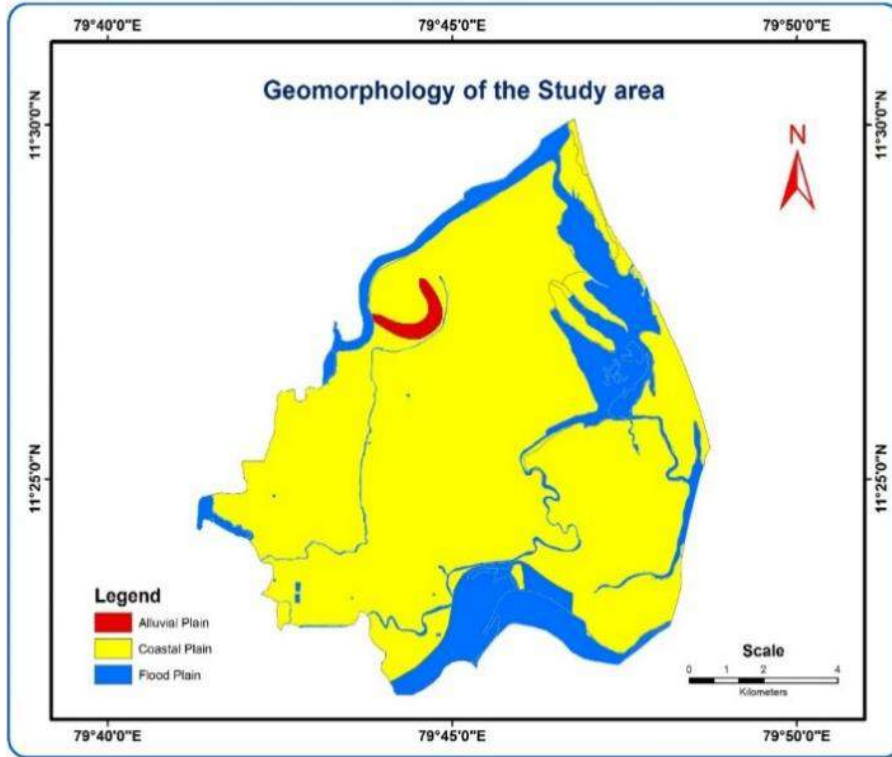 79°40'0"E 79°45'0"E 79°50'0"E
Geomorphology of the Study area
11°30'0"N 11°30'0"N
N
11°25'0"N 11°25'0"N
Legend
Alluvial Plain
Coastal Plain
Flood Plain
Scale
0 1 2 4
Kilometers
79°40'0"E 79°45'0"E 79°50'0"E